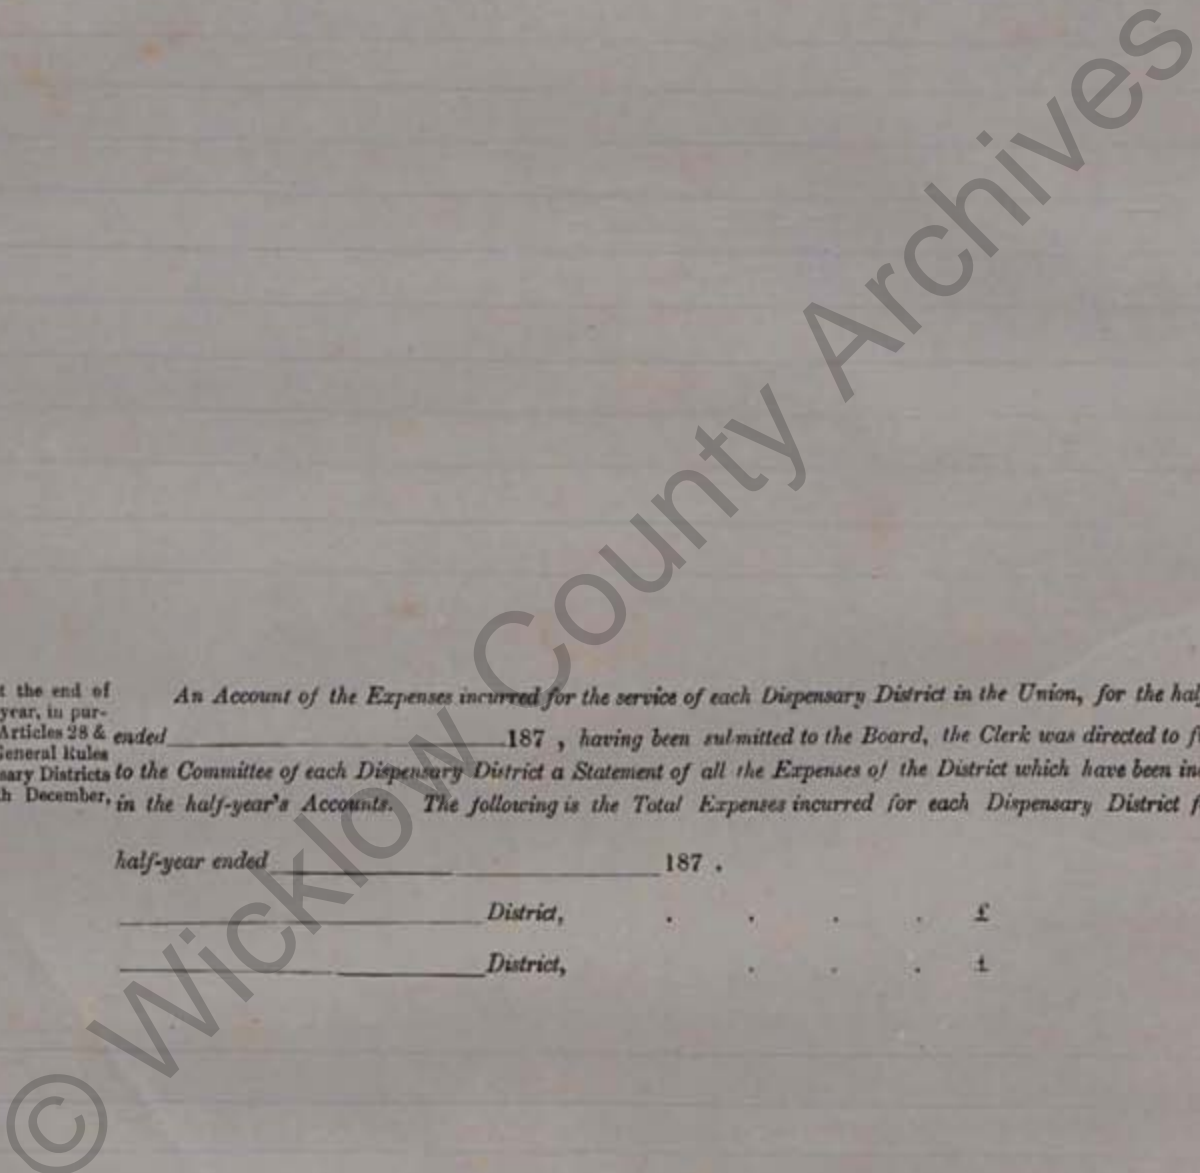 t the end of
year, in pur-
Articles 28 &
General Rules
sary Districts
h December,
An Account of the Expenses incurred for the service of each Dispensary District in the Union, for the hal
ended 187 , having been submitted to the Board, the Clerk was directed to f
to the Committee of each Dispensary District a Statement of all the Expenses of the District which have been in
in the half-year's Accounts. The following is the Total Expenses incurred for each Dispensary District f
half-year ended 187 .
District, . . . . £
District, . . . £
© Wicklow County Archives